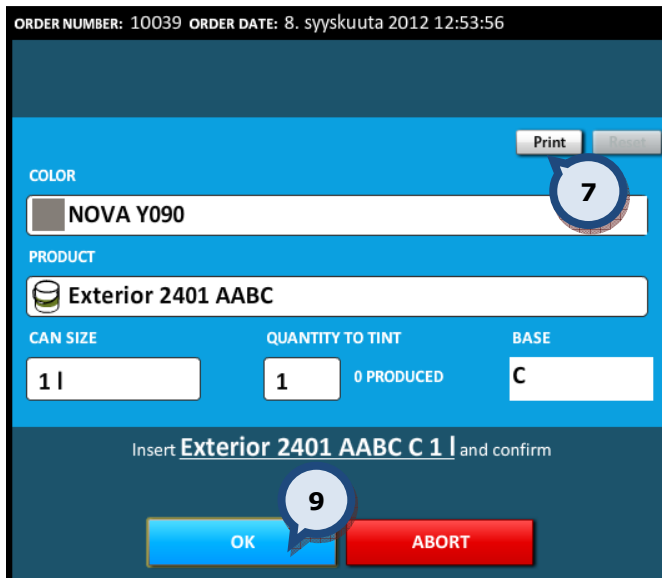 ORDER NUMBER: 10039 ORDER DATE: 8. syyskuuta 2012 12:53:56
Print Reset
7
COLOR
NOVA Y090
PRODUCT
Exterior 2401 AABC
CAN SIZE QUANTITY TO TINT BASE
1 l 1 0 PRODUCED C
Insert Exterior 2401 AABC C 1 l and confirm
9
OK ABORT